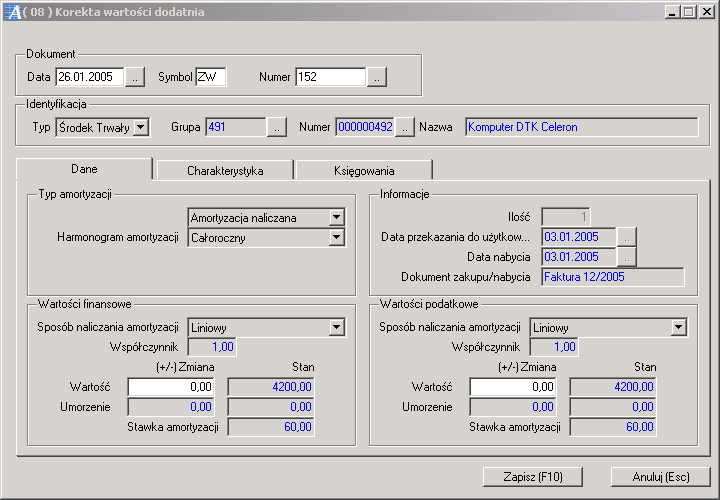 A ( 08 ) Korekta wartości dodatnia
Dokument
Data 26.01.2005 .. Symbol ZW Numer 152 ..
Identyfikacja
Typ Środek Trwały Grupa 491 .. Numer 000000492 .. Nazwa Komputer DTK Celeron
Dane Charakterystyka Księgowania
Typ amortyzacji
Amortyzacja naliczana
Harmonogram amortyzacji Całoroczny
Informacje
Ilość 1
Data przekazania do użytkow... 03.01.2005 ..
Data nabycia 03.01.2005 ..
Dokument zakupu/nabycia Faktura 12/2005
Wartości finansowe
Sposób naliczania amortyzacji Liniowy
Współczynnik 1,00
(+/-) Zmiana Stan
Wartość 0,00 4200,00
Umorzenie 0,00 0,00
Stawka amortyzacji 60,00
Wartości podatkowe
Sposób naliczania amortyzacji Liniowy
Współczynnik 1,00
(+/-) Zmiana Stan
Wartość 0,00 4200,00
Umorzenie 0,00 0,00
Stawka amortyzacji 60,00
Zapisz (F10) Anuluj (Esc)